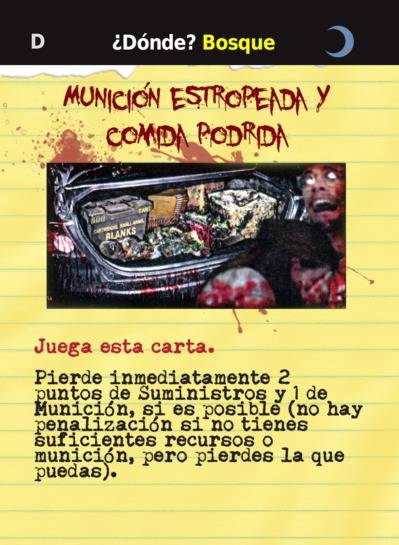 D ¿Dónde? Bosque
MUNICIÓN ESTROPEADA Y
COMIDA PODRIDA
BLANKS
Juega esta carta.
Pierde inmediatamente 2
puntos de Suministros y 1 de
Munición, si es posible (no hay
penalización si no tienes
suficientes recursos o
munición, pero pierdes la que
puedas).